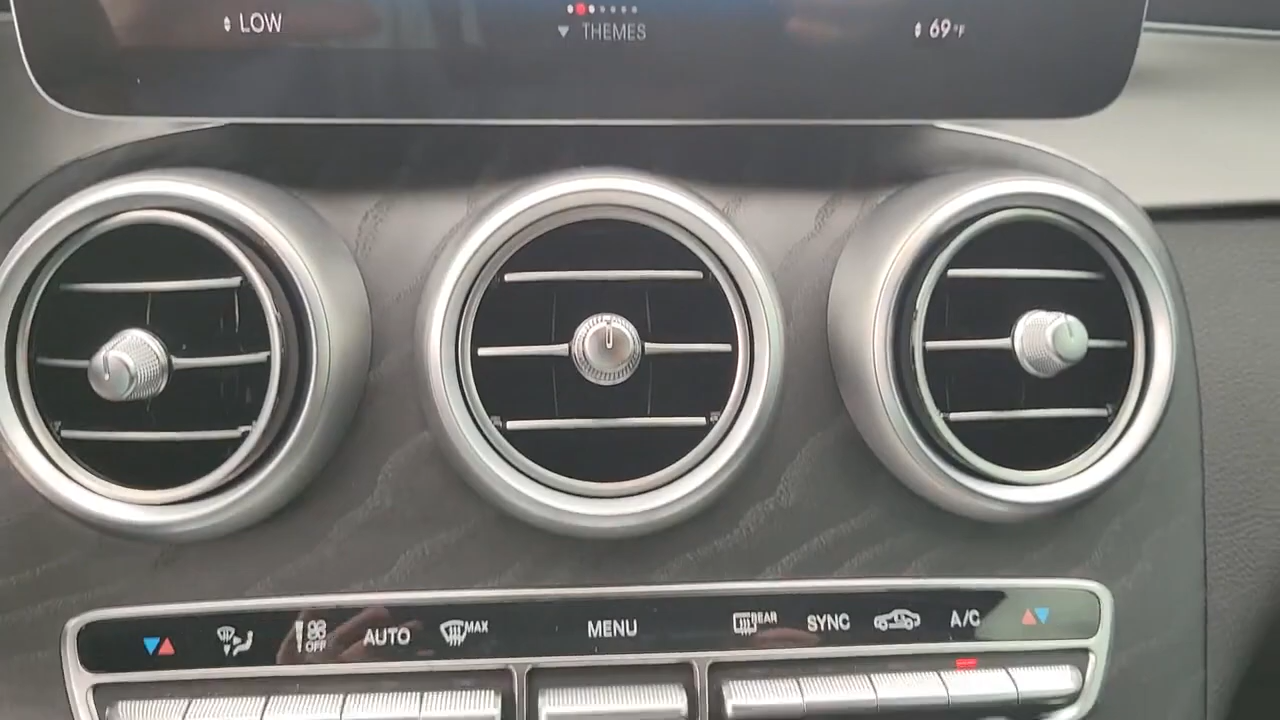 LOW
THEMES
69°F
OFF
AUTO
MAX
MENU
REAR
SYNC
A/C